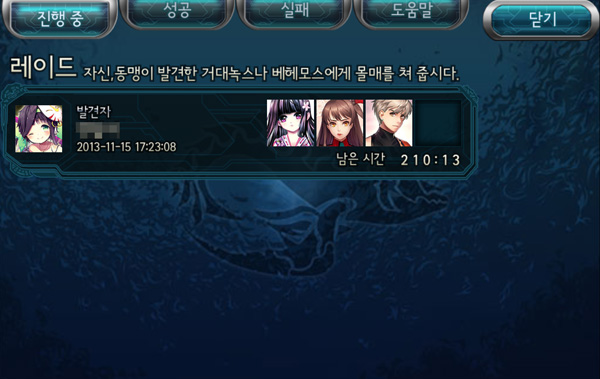 진행 중
성공
실패
도움말
닫기
레이드 자신,동맹이 발견한 거대녹스나 베헤모스에게 몰매를 쳐 줍시다.
발견자
2013-11-15 17:23:08
남은 시간 210:13